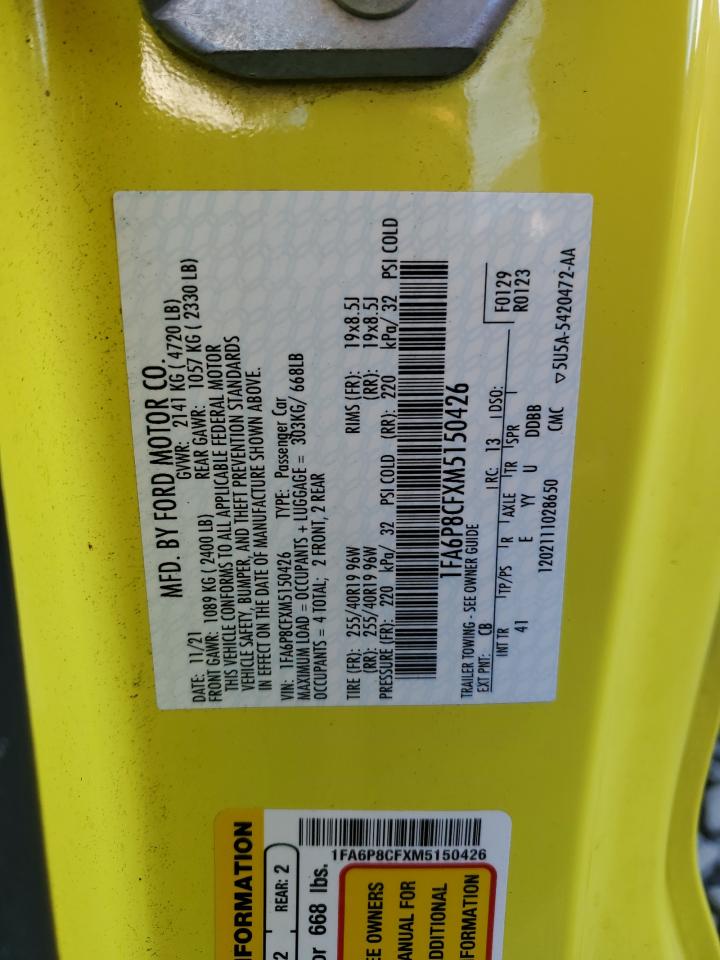 MFD. BY FORD MOTOR CO.
DATE: 11/21 GVWR: 2141 KG ( 4720 LB)
FRONT GAWR: 1089 KG ( 2400 LB) REAR GAWR: 1057 KG ( 2330 LB)
THIS VEHICLE CONFORMS TO ALL APPLICABLE FEDERAL MOTOR
VEHICLE SAFETY, BUMPER, AND THEFT PREVENTION STANDARDS
IN EFFECT ON THE DATE OF MANUFACTURE SHOWN ABOVE.
VIN: 1FA6P8CFXM5150426 TYPE: Passenger Car
MAXIMUM LOAD = OCCUPANTS + LUGGAGE = 303KG/ 668LB
OCCUPANTS = 4 TOTAL; 2 FRONT, 2 REAR
TIRE (FR): 255/40R19 96W RIMS (FR): 19x8.5J
(RR): 255/40R19 96W (RR): 19x8.5J
PRESSURE (FR): 220 kPa/ 32 PSI COLD (RR): 220 kPa/ 32 PSI COLD
1FA6P8CFXM5150426
TRAILER TOWING - SEE OWNER GUIDE
EXT PNT: CB RC: 13 DSO: F0129
INT TR TP/PS R AXLE TR SPR R0123
41 E YY U DDBB
1202111028650 CMC ▽5U5A-5420472-AA
NFORMATION
2 REAR: 2
or 668 lbs.
1FA6P8CFXM5150426
EE OWNERS
ANUAL FOR
DDITIONAL
FORMATION